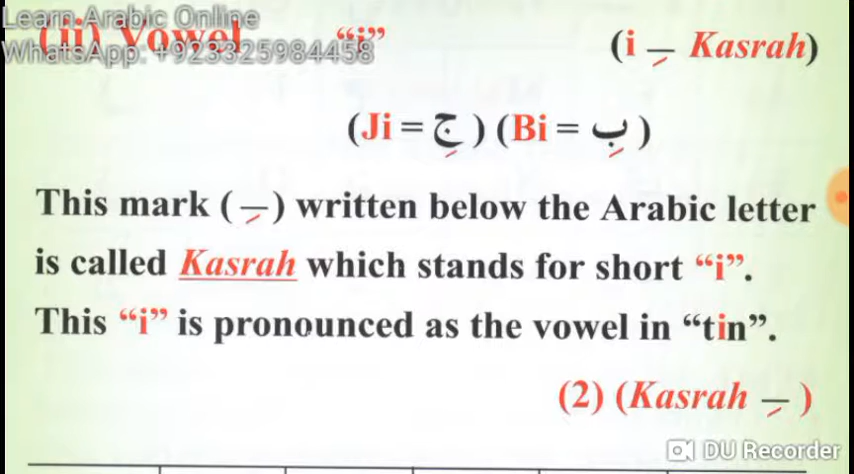 Learn Arabic Online
WhatsApp: +923325984458
(ii) Vowel “i” (i ـِ Kasrah)
(Ji = جِ ) (Bi = بِ )
This mark (ـِ) written below the Arabic letter
is called Kasrah which stands for short “i”.
This “i” is pronounced as the vowel in “tin”.
(2) (Kasrah ـِ )
DU Recorder